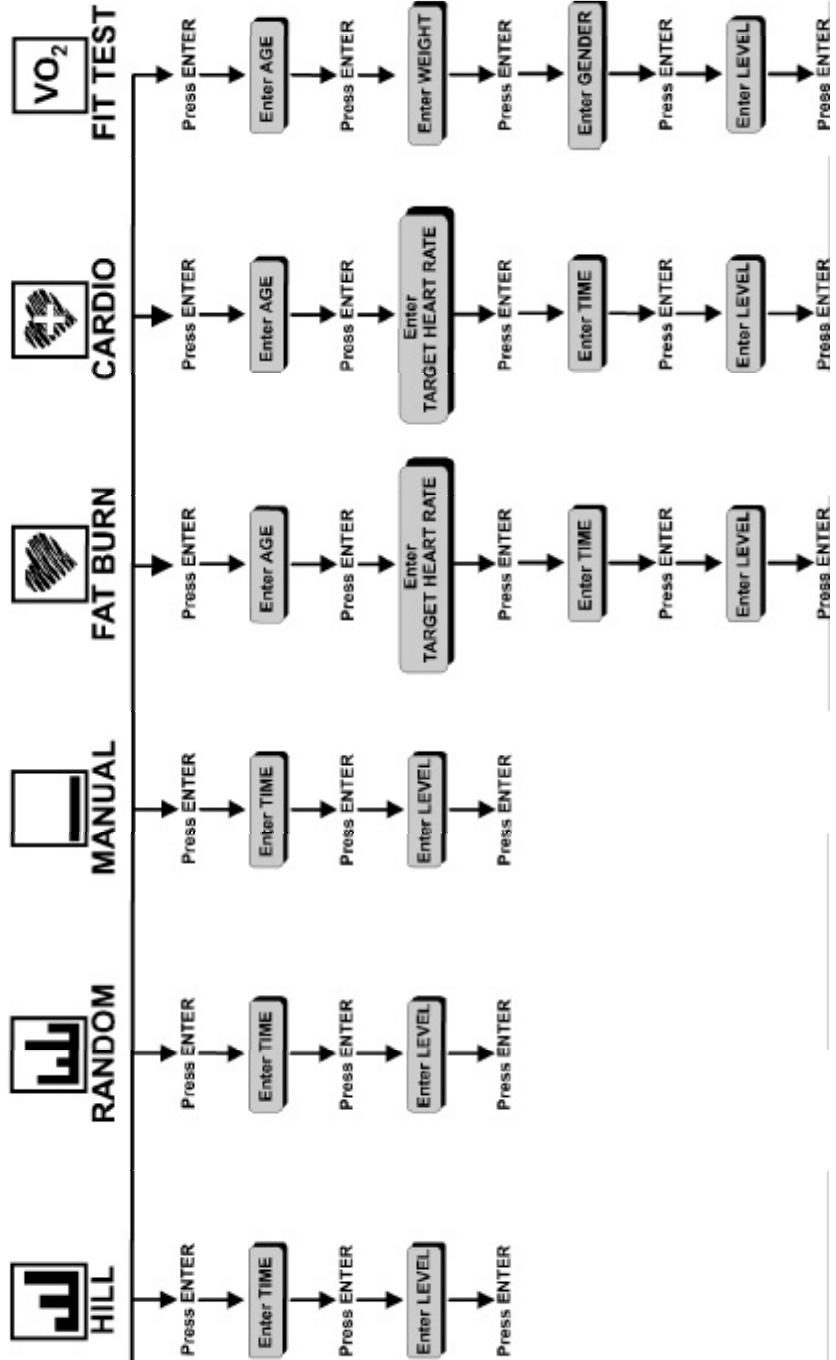 HILL
Press ENTER
Enter TIME
Press ENTER
Enter LEVEL
Press ENTER
RANDOM
Press ENTER
Enter TIME
Press ENTER
Enter LEVEL
Press ENTER
MANUAL
Press ENTER
Enter TIME
Press ENTER
Enter LEVEL
Press ENTER
FAT BURN
Press ENTER
Enter AGE
Press ENTER
Enter
TARGET HEART RATE
Press ENTER
Enter TIME
Press ENTER
Enter LEVEL
Press ENTER
CARDIO
Press ENTER
Enter AGE
Press ENTER
Enter
TARGET HEART RATE
Press ENTER
Enter TIME
Press ENTER
Enter LEVEL
Press ENTER
VO₂
FIT TEST
Press ENTER
Enter AGE
Press ENTER
Enter WEIGHT
Press ENTER
Enter GENDER
Press ENTER
Enter LEVEL
Press ENTER